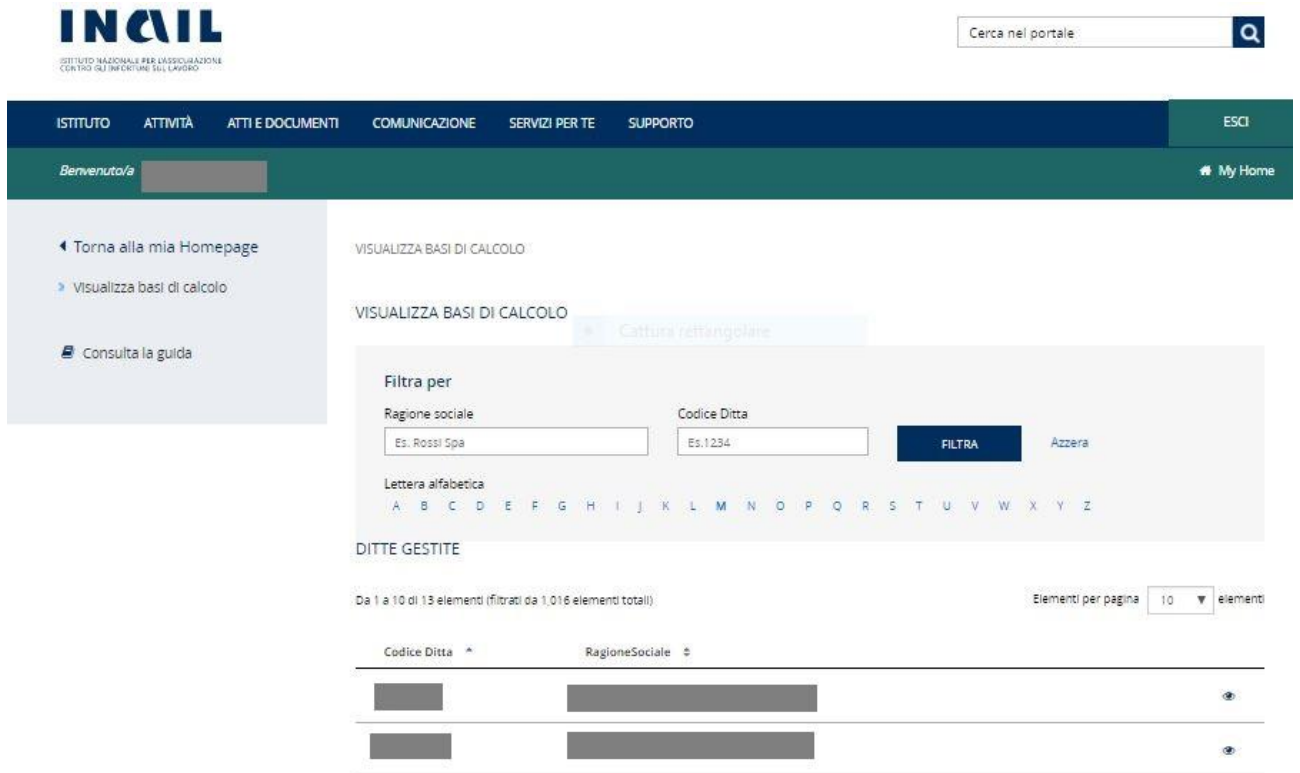 INAIL
ISTITUTO NAZIONALE PER L'ASSICURAZIONE
CONTRO GLI INFORTUNI SUL LAVORO
Cerca nel portale
ISTITUTO ATTIVITÀ ATTI E DOCUMENTI COMUNICAZIONE SERVIZI PER TE SUPPORTO ESCI
Benvenuto/a My Home
Torna alla mia Homepage
Visualizza basi di calcolo
Consulta la guida
VISUALIZZA BASI DI CALCOLO
VISUALIZZA BASI DI CALCOLO
Cattura rettangolare
Filtra per
Ragione sociale Codice Ditta
Es. Rossi Spa Es.1234 FILTRA Azzera
Lettera alfabetica
A B C D E F G H I J K L M N O P Q R S T U V W X Y Z
DITTE GESTITE
Da 1 a 10 di 13 elementi (filtrati da 1,016 elementi totali) Elementi per pagina 10 elementi
Codice Ditta RagioneSociale